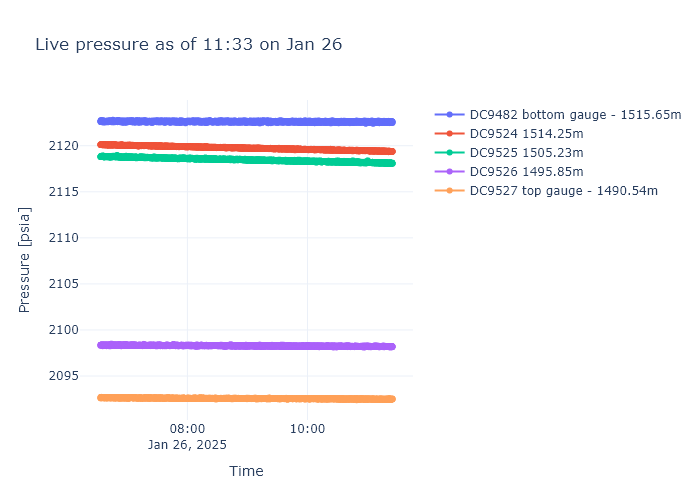 Live pressure as of 11:33 on Jan 26
DC9482 bottom gauge - 1515.65m
DC9524 1514.25m
DC9525 1505.23m
DC9526 1495.85m
DC9527 top gauge - 1490.54m
Pressure [psia]
2120
2115
2110
2105
2100
2095
08:00
Jan 26, 2025
10:00
Time